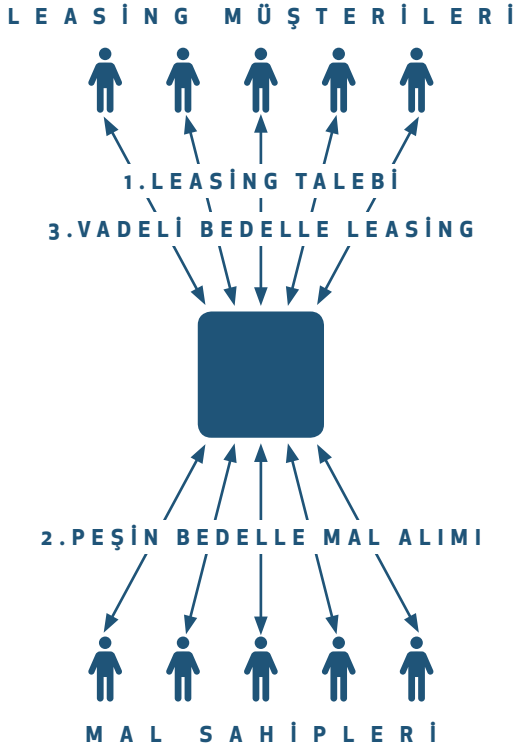 LEASİNG MÜŞTERİLERİ
1.LEASİNG TALEBİ
3.VADELİ BEDELLE LEASİNG
2.PEŞİN BEDELLE MAL ALIMI
MAL SAHİPLERİ